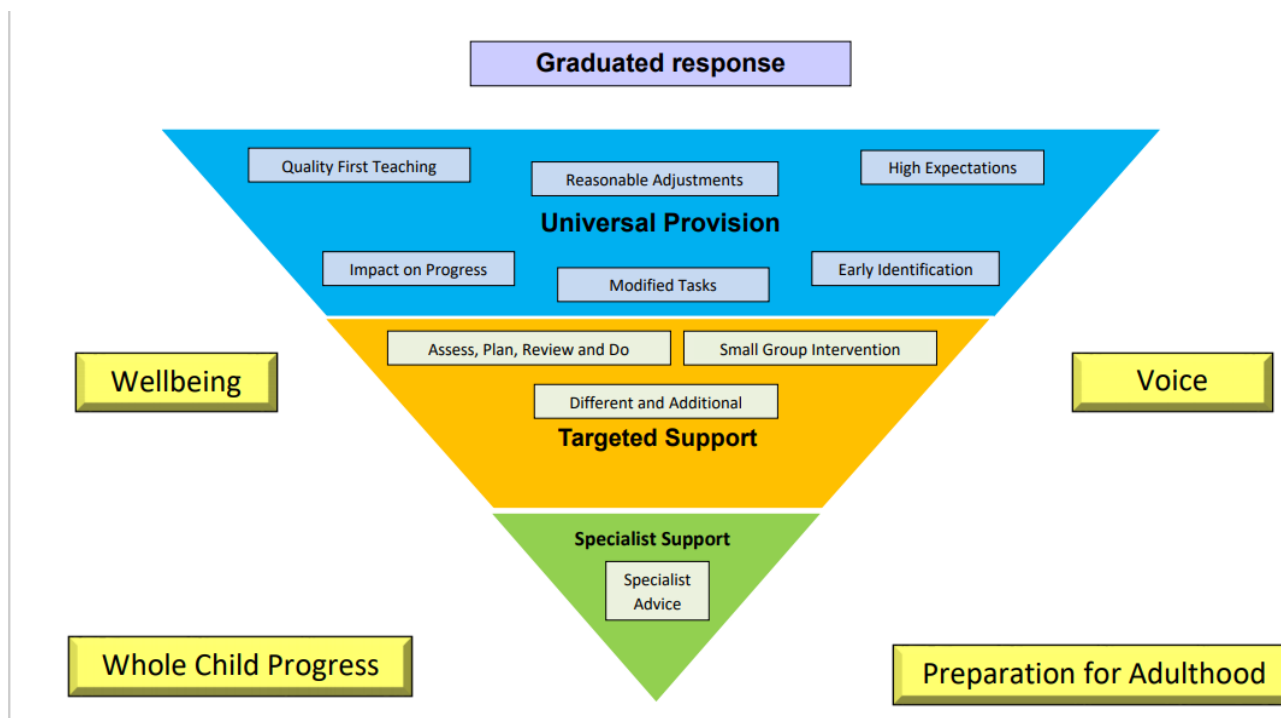 Graduated response
Quality First Teaching
Reasonable Adjustments
High Expectations
Universal Provision
Impact on Progress
Modified Tasks
Early Identification
Assess, Plan, Review and Do
Small Group Intervention
Different and Additional
Targeted Support
Wellbeing
Voice
Specialist Support
Specialist
Advice
Whole Child Progress
Preparation for Adulthood